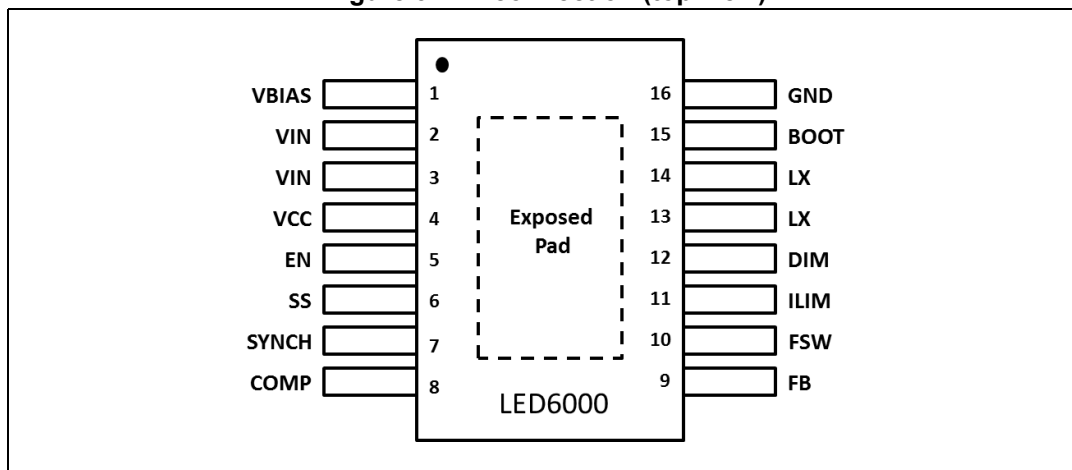 VBIAS 1 16 GND
VIN 2 15 BOOT
VIN 3 14 LX
VCC 4 13 LX
Exposed
Pad
EN 5 12 DIM
SS 6 11 ILIM
SYNCH 7 10 FSW
COMP 8 9 FB
LED6000